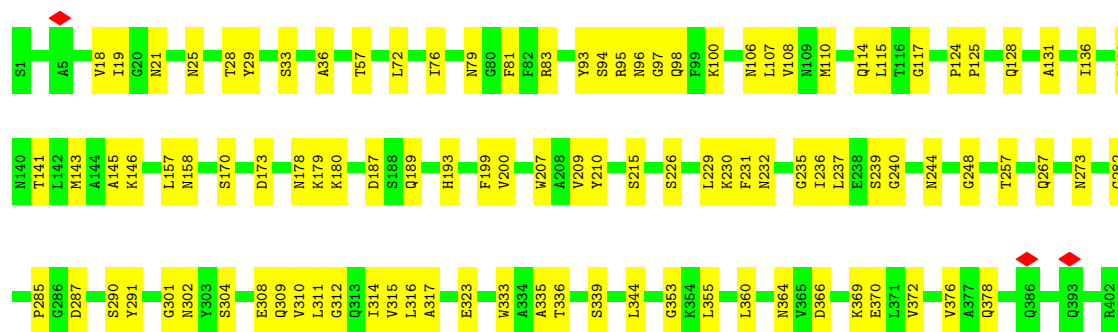 S1 A5 V18 I19 G20 N21 N25 T28 Y29 S33 A36 T57 L72 I76 N79 G80 F81 F82 R83 Y93 S94 R95 N96 G97 Q98 F99 K100 N106 L107 V108 N109 M110 Q114 L115 T116 G117 P124 P125 Q128 A131 I136
N140 T141 L142 M143 A144 A145 K146 L157 N158 S170 D173 N178 K179 K180 D187 S188 Q189 H193 F199 V200 W207 A208 V209 Y210 S215 S226 L229 K230 F231 N232 G235 I236 L237 E238 S239 G240 N244 G248 T257 Q267 N273
P285 G286 D287 S290 Y291 G301 N302 Y303 S304 E308 Q309 V310 L311 G312 Q313 I314 V315 L316 A317 E323 W333 A334 A335 T336 S339 L344 G353 K354 L355 L360 N364 V365 D366 K369 E370 L371 V372 V376 A377 Q378 Q386 Q393 R402